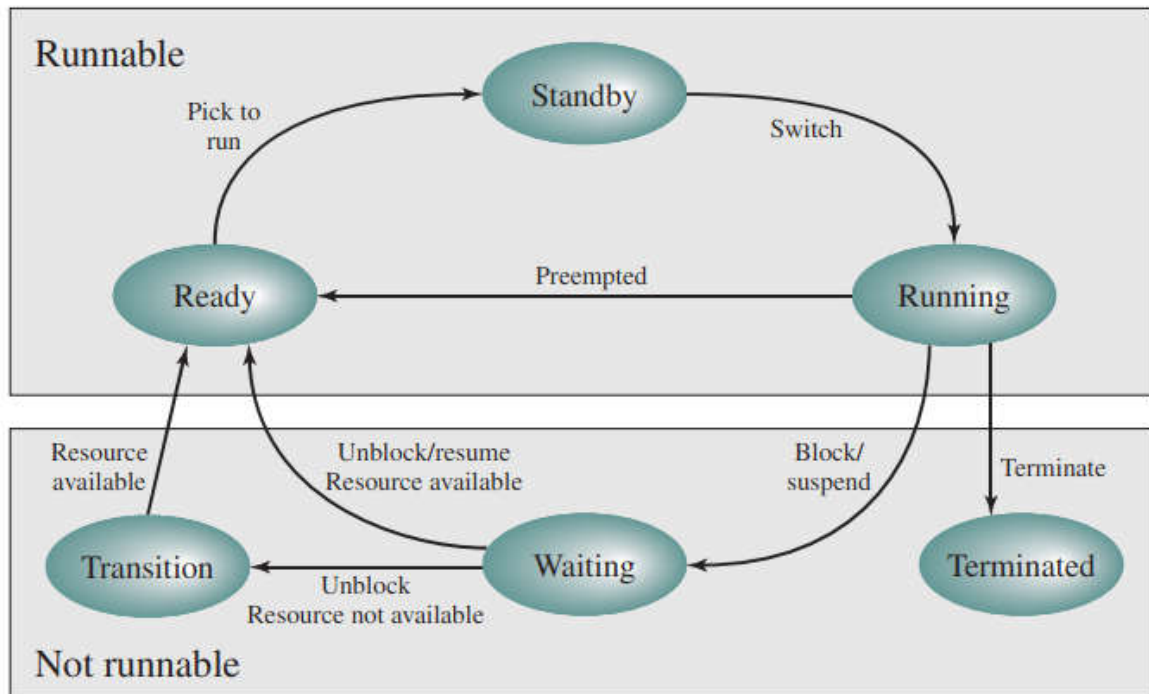 Runnable
Standby
Pick to
run
Switch
Ready
Preempted
Running
Resource
available
Unblock/resume
Resource available
Block/
suspend
Terminate
Transition
Waiting
Terminated
Unblock
Resource not available
Not runnable